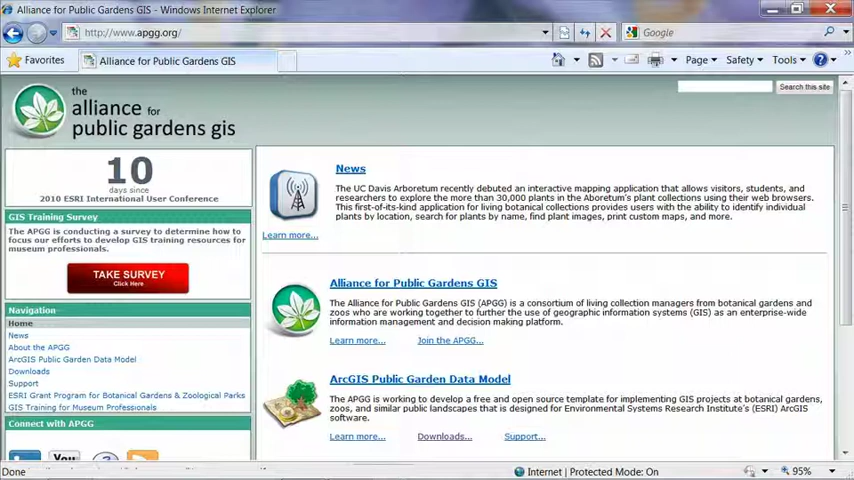 Alliance for Public Gardens GIS - Windows Internet Explorer
http://www.apgg.org/
Google
Favorites
Alliance for Public Gardens GIS
Page
Safety
Tools
the
alliance for
public gardens gis
Search this site
10
days since
2010 ESRI International User Conference
GIS Training Survey
The APGG is conducting a survey to determine how to
focus our efforts to develop GIS training resources for
museum professionals.
TAKE SURVEY
Click Here
Navigation
Home
News
About the APGG
ArcGIS Public Garden Data Model
Downloads
Support
ESRI Grant Program for Botanical Gardens & Zoological Parks
GIS Training for Museum Professionals
Connect with APGG
You
News
The UC Davis Arboretum recently debuted an interactive mapping application that allows visitors, students, and
researchers to explore the more than 30,000 plants in the Aboretum's plant collections using their web browsers.
This first-of-its-kind application for living botanical collections provides users with the ability to identify individual
plants by location, search for plants by name, find plant images, print custom maps, and more.
Learn more...
Alliance for Public Gardens GIS
The Alliance for Public Gardens GIS (APGG) is a consortium of living collection managers from botanical gardens and
zoos who are working together to further the use of geographic information systems (GIS) as an enterprise-wide
information management and decision making platform.
Learn more... Join the APGG...
ArcGIS Public Garden Data Model
The APGG is working to develop a free and open source template for implementing GIS projects at botanical gardens,
zoos, and similar public landscapes that is designed for Environmental Systems Research Institute's (ESRI) ArcGIS
software.
Learn more... Downloads... Support...
Done
Internet | Protected Mode: On
95%